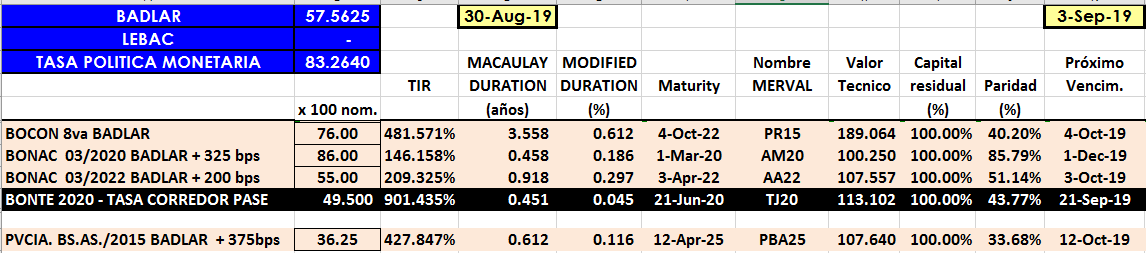 BADLAR 57.5625 30-Aug-19 3-Sep-19
LEBAC -
TASA POLITICA MONETARIA 83.2640 MACAULAY MODIFIED Nombre Valor Capital Próximo
TIR DURATION DURATION Maturity MERVAL Tecnico residual Paridad Vencim.
x 100 nom. (años) (%) (%) (%)
BOCON 8va BADLAR 76.00 481.571% 3.558 0.612 4-Oct-22 PR15 189.064 100.00% 40.20% 4-Oct-19
BONAC 03/2020 BADLAR + 325 bps 86.00 146.158% 0.458 0.186 1-Mar-20 AM20 100.250 100.00% 85.79% 1-Dec-19
BONAC 03/2022 BADLAR + 200 bps 55.00 209.325% 0.918 0.297 3-Apr-22 AA22 107.557 100.00% 51.14% 3-Oct-19
BONTE 2020 - TASA CORREDOR PASE 49.500 901.435% 0.451 0.045 21-Jun-20 TJ20 113.102 100.00% 43.77% 21-Sep-19
PVCIA. BS.AS./2015 BADLAR + 375bps 36.25 427.847% 0.612 0.116 12-Apr-25 PBA25 107.640 100.00% 33.68% 12-Oct-19